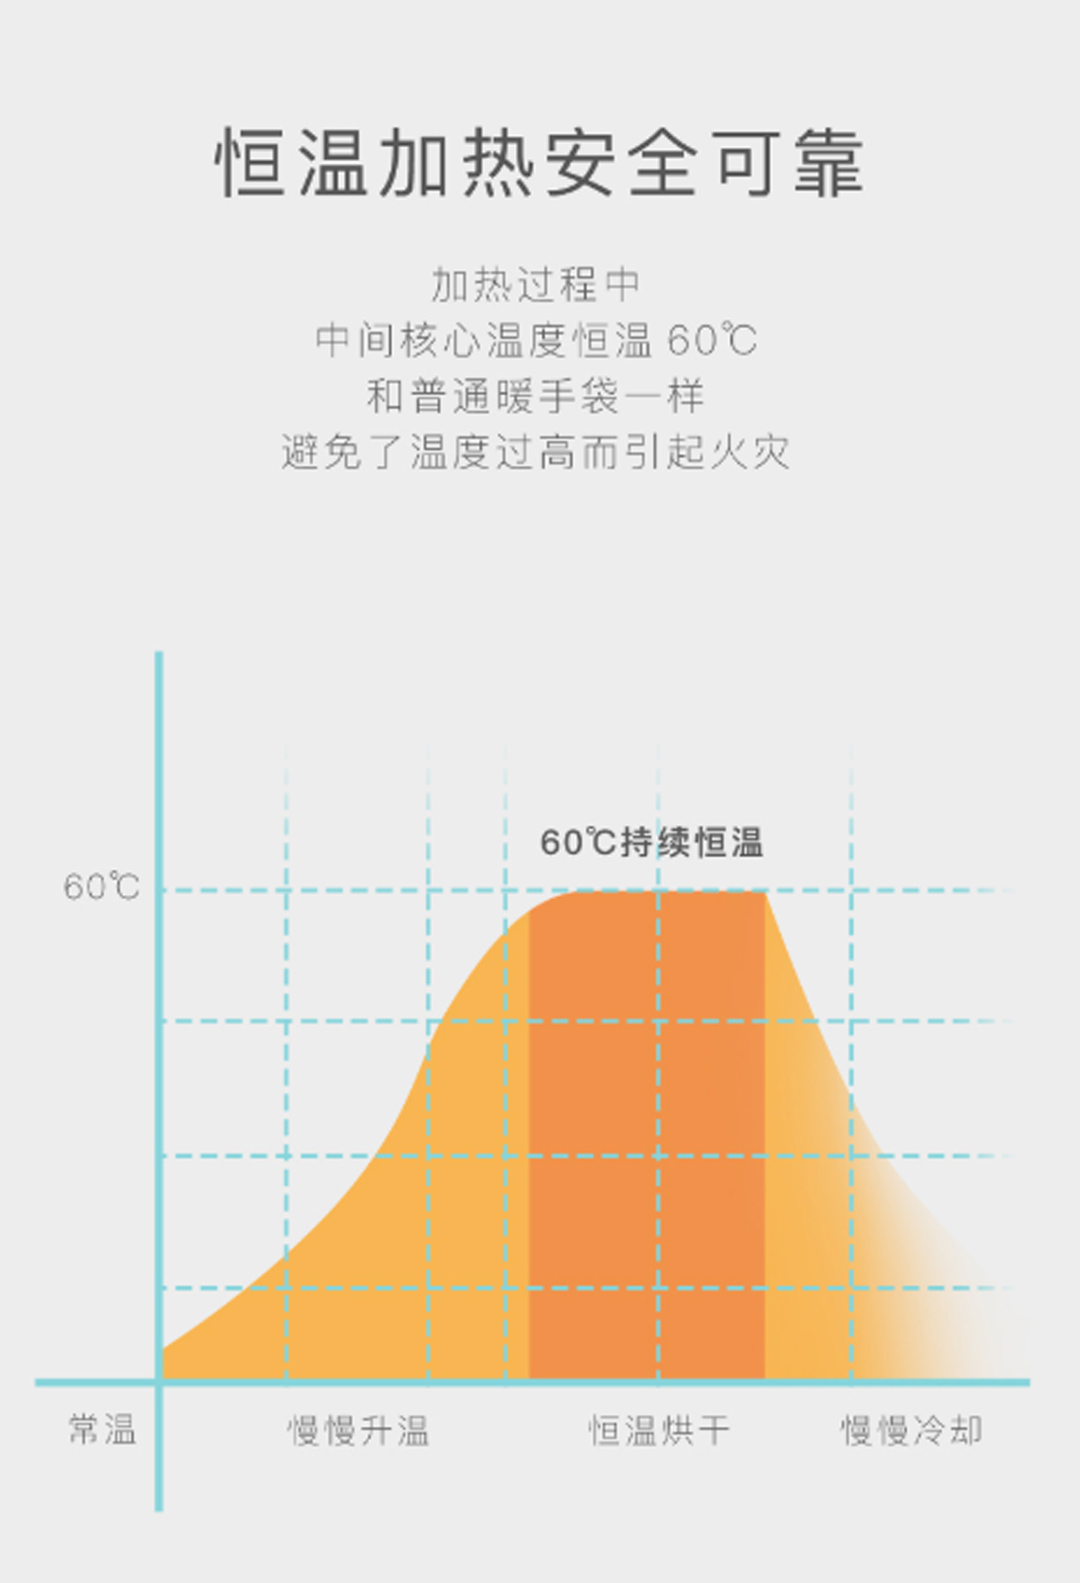 恒温加热安全可靠
加热过程中
中间核心温度恒温 60℃
和普通暖手袋一样
避免了温度过高而引起火灾
60℃持续恒温
60℃
常温
慢慢升温
恒温烘干
慢慢冷却